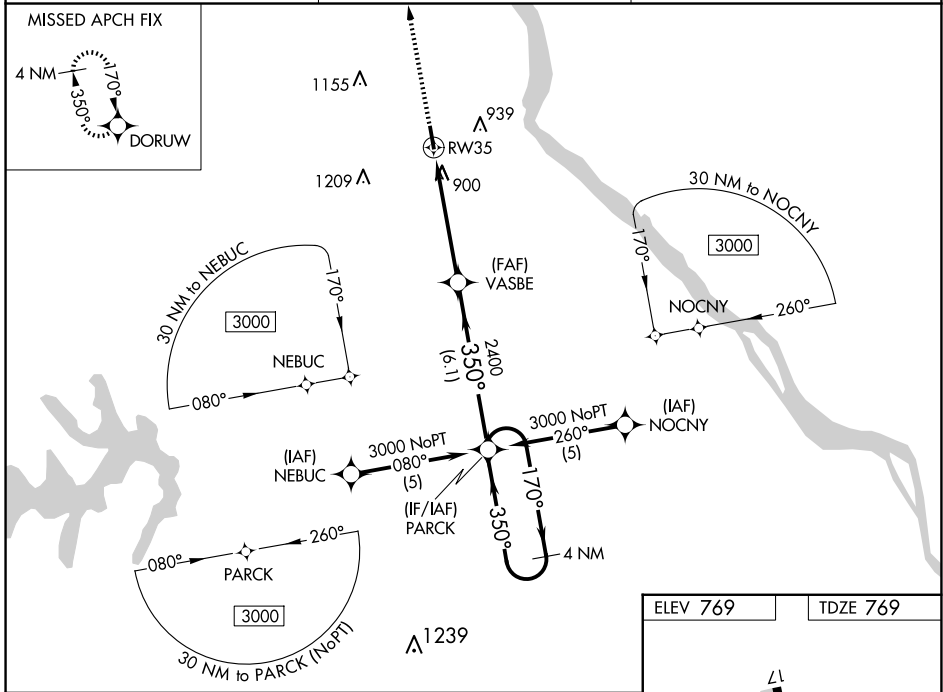 MISSED APCH FIX
4 NM
170°
350°
DORUW
1155
939
RW35
1209
900
30 NM to NOCNY
3000
170°
NOCNY
260°
(FAF)
VASBE
30 NM to NEBUC
3000
170°
NEBUC
080°
2400
350°
(6.1)
3000 NoPT
260°
(5)
(IAF)
NOCNY
3000 NoPT
080°
(5)
(IAF)
NEBUC
(IF/IAF)
PARCK
170°
350°
4 NM
080°
260°
PARCK
3000
30 NM to PARCK (NoPT)
1239
ELEV 769
TDZE 769
17